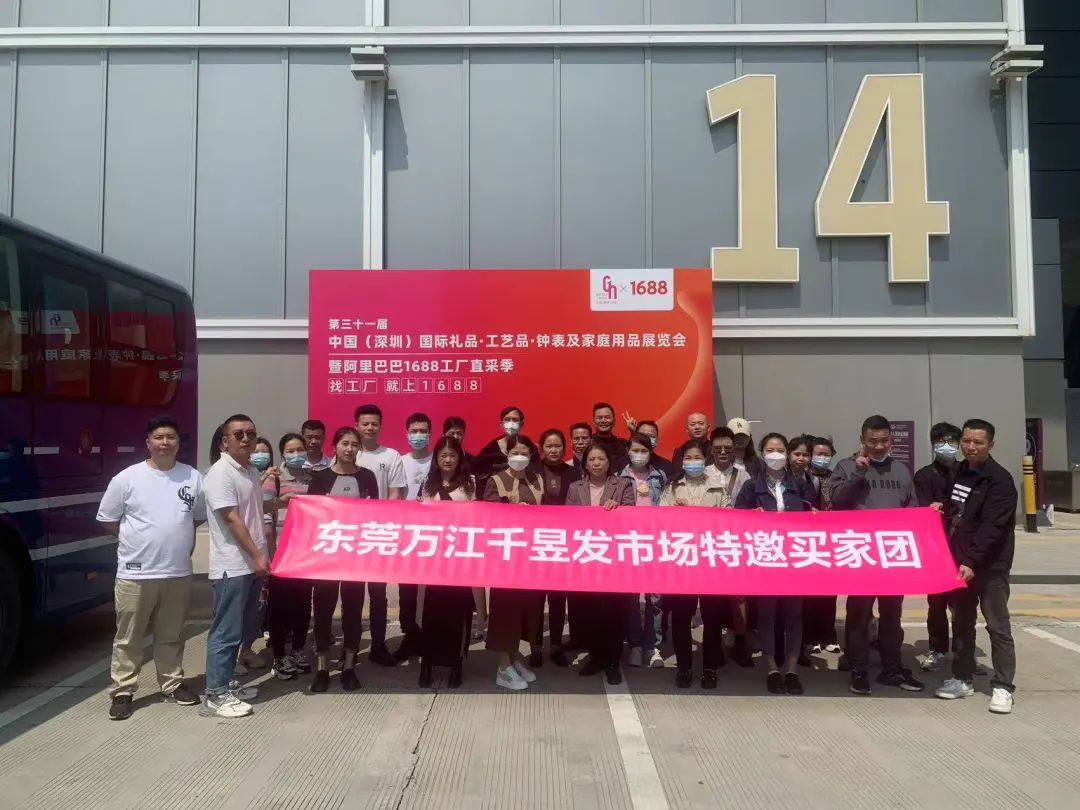 14
Gh×1688
第三十一届
中国（深圳）国际礼品·工艺品·钟表及家庭用品展览会
暨阿里巴巴1688工厂直采季
找工厂 就上1688
东莞万江千昱发市场特邀买家团